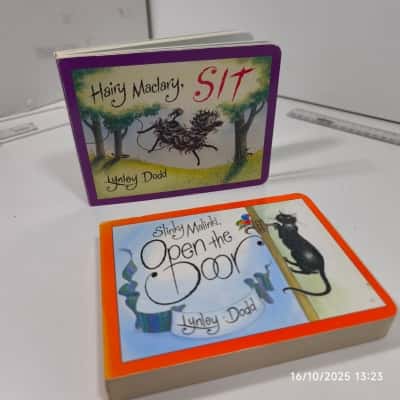 Hairy Maclary, SIT
Lynley Dodd
Slinky Malinki,
Open the
Door
Lynley Dodd
16/10/2025 13:23